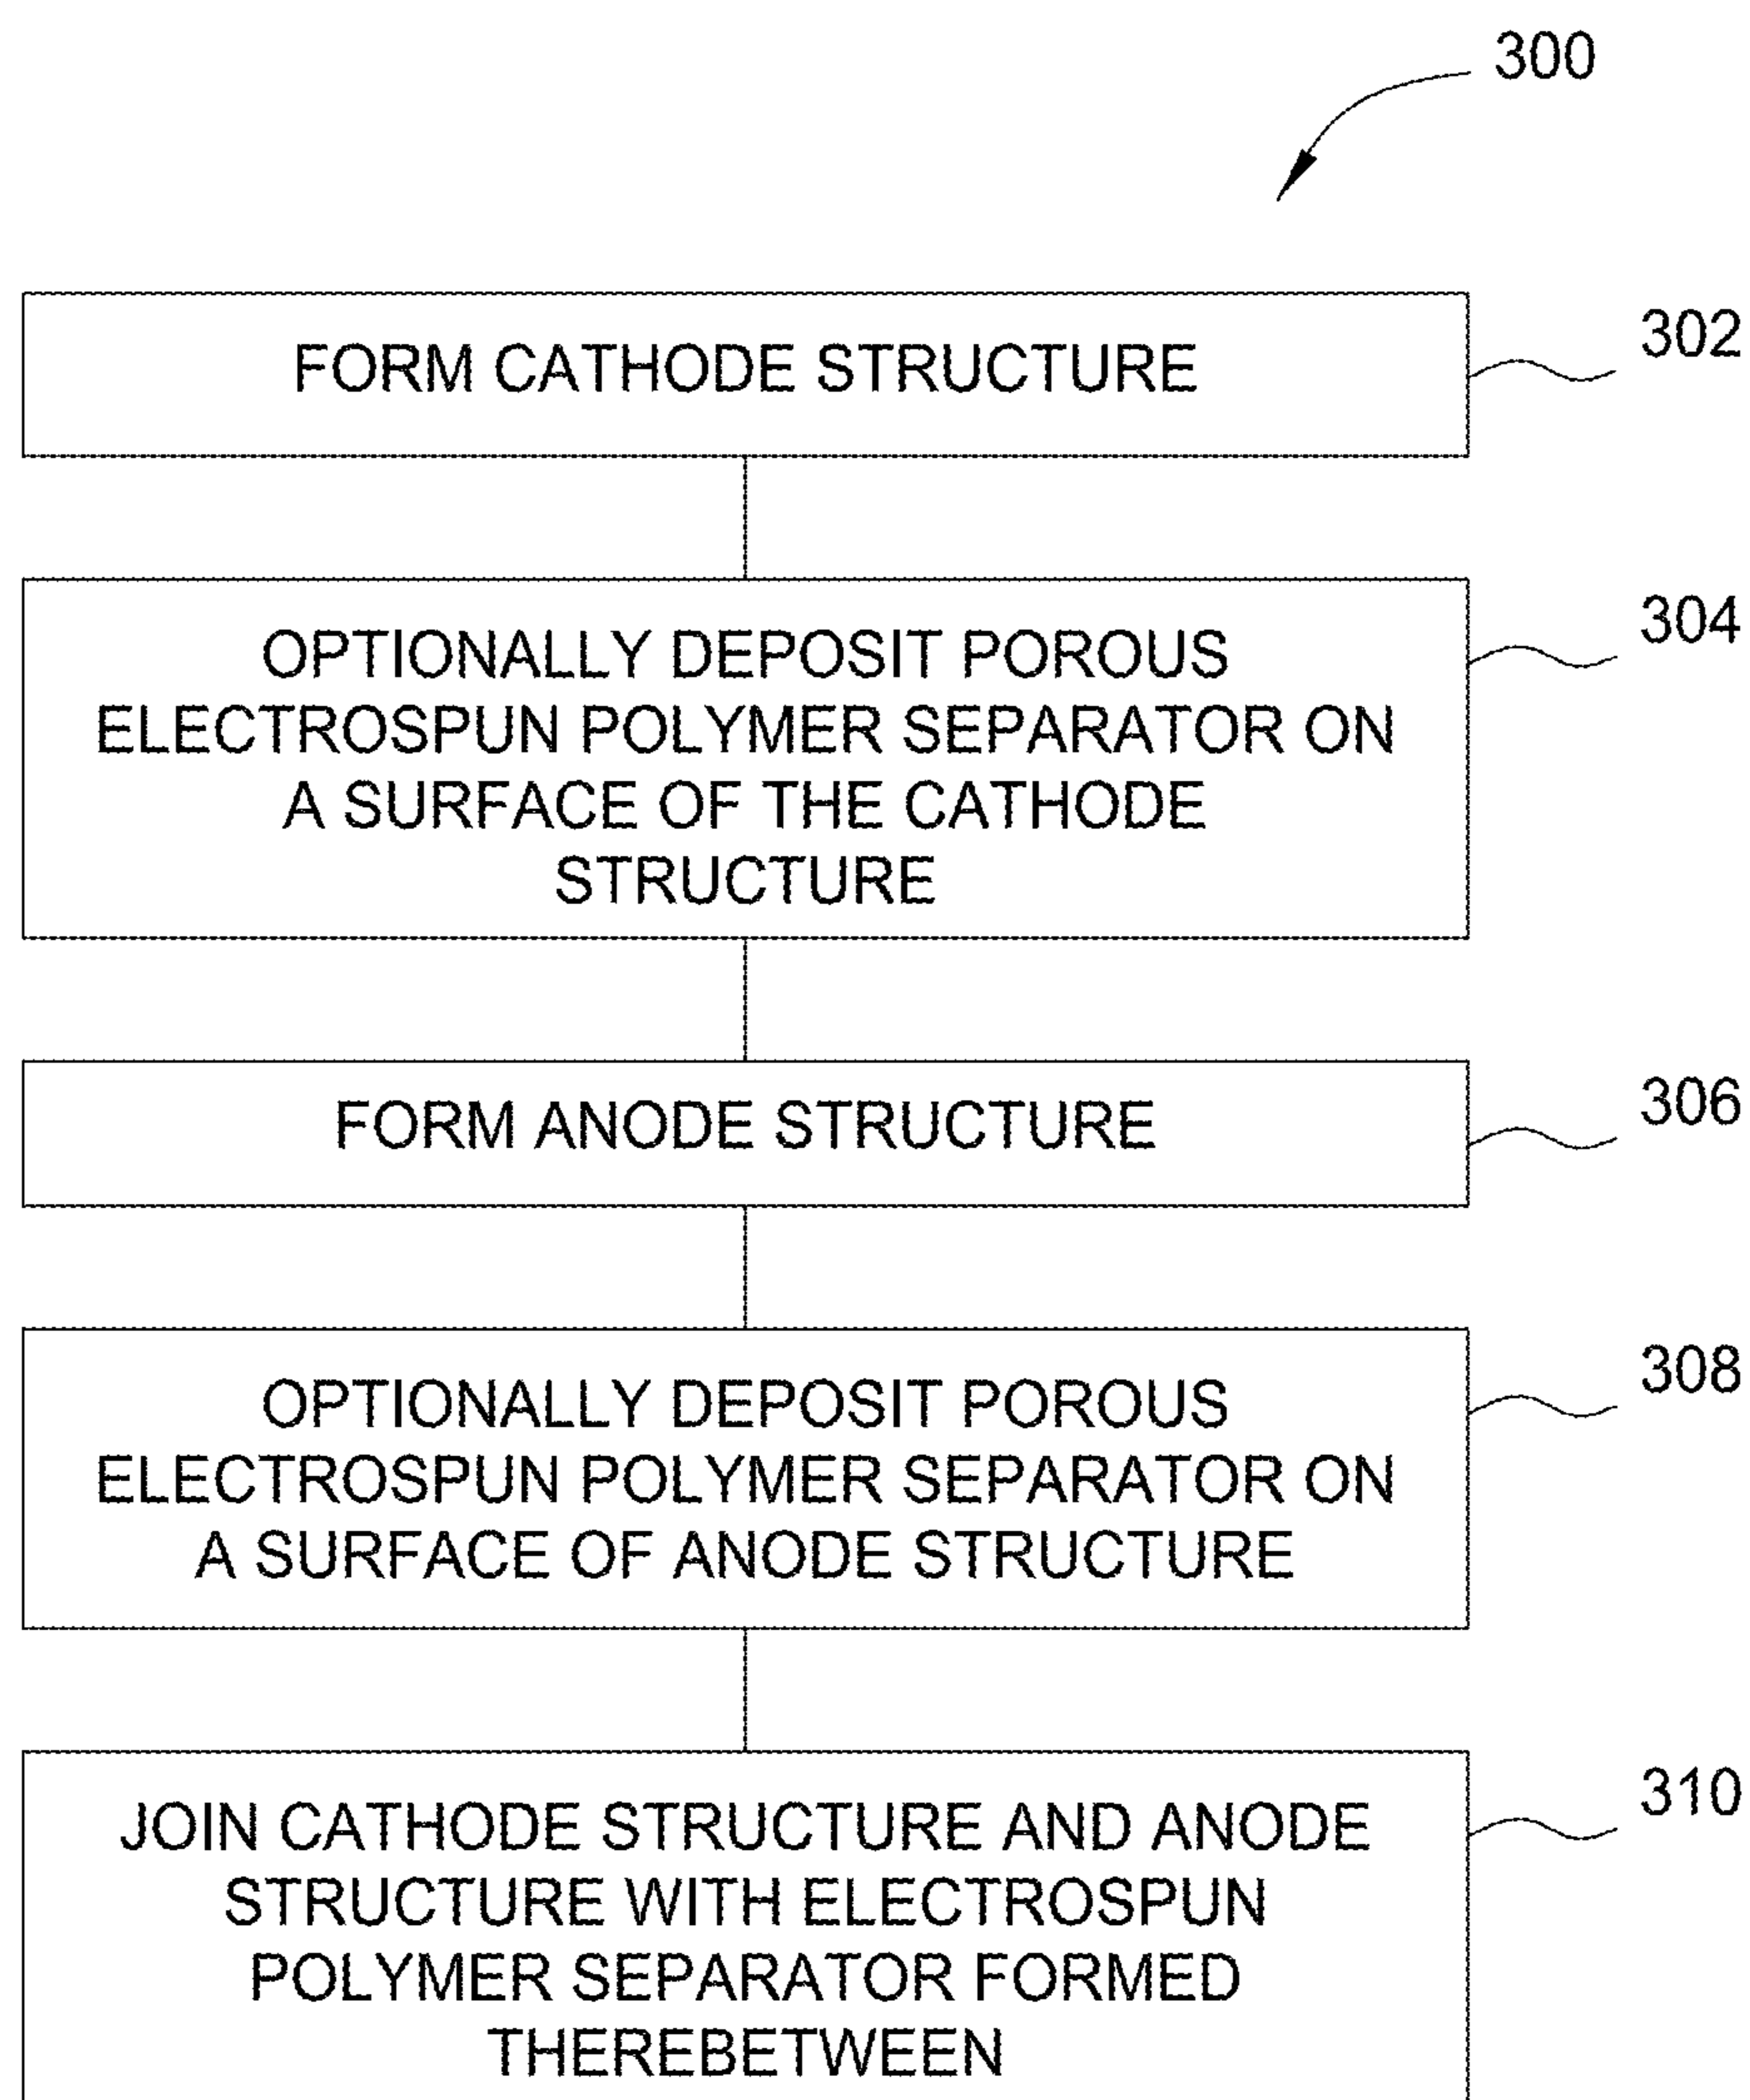 300
FORM CATHODE STRUCTURE
302
OPTIONALLY DEPOSIT POROUS
ELECTROSPUN POLYMER SEPARATOR ON
A SURFACE OF THE CATHODE
STRUCTURE
304
FORM ANODE STRUCTURE
306
OPTIONALLY DEPOSIT POROUS
ELECTROSPUN POLYMER SEPARATOR ON
A SURFACE OF ANODE STRUCTURE
308
JOIN CATHODE STRUCTURE AND ANODE
STRUCTURE WITH ELECTROSPUN
POLYMER SEPARATOR FORMED
THEREBETWEEN
310